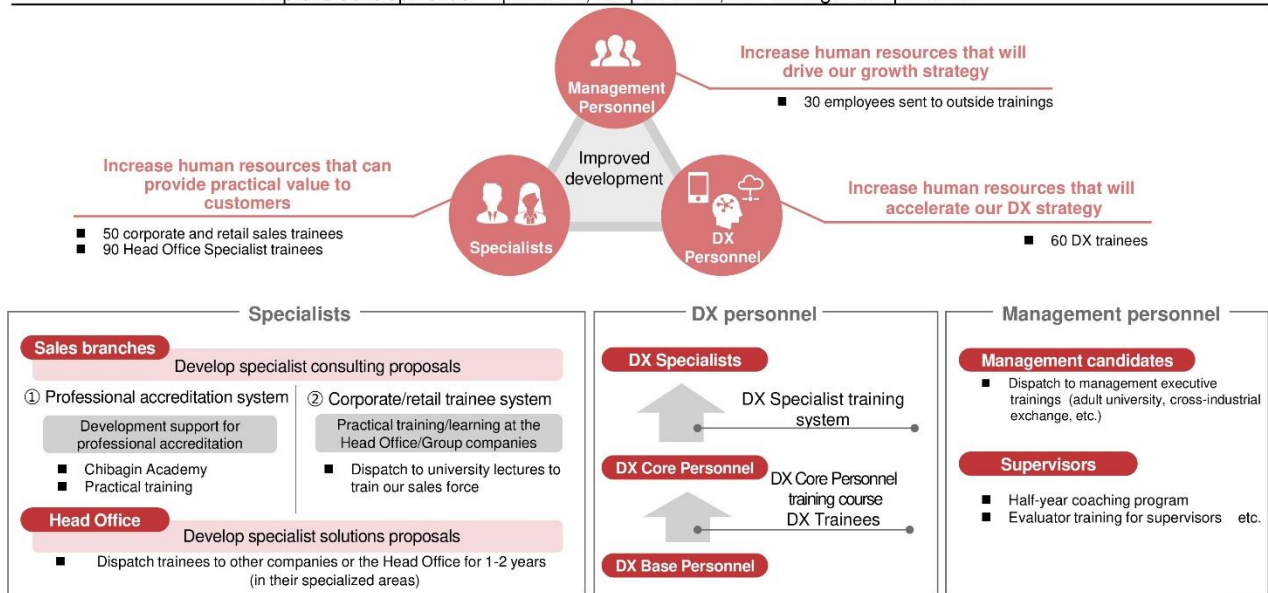 Increase human resources that will
drive our growth strategy
■ 30 employees sent to outside trainings
Management
Personnel
Improved
development
Increase human resources that can
provide practical value to
customers
■ 50 corporate and retail sales trainees
■ 90 Head Office Specialist trainees
Specialists
DX
Personnel
Increase human resources that will
accelerate our DX strategy
■ 60 DX trainees
Specialists
Sales branches
Develop specialist consulting proposals
① Professional accreditation system
Development support for
professional accreditation
■ Chibagin Academy
■ Practical training
② Corporate/retail trainee system
Practical training/learning at the
Head Office/Group companies
■ Dispatch to university lectures to
train our sales force
Head Office
Develop specialist solutions proposals
■ Dispatch trainees to other companies or the Head Office for 1-2 years
(in their specialized areas)
DX personnel
DX Specialists
DX Specialist training
system
DX Core Personnel
DX Core Personnel
training course
DX Trainees
DX Base Personnel
Management personnel
Management candidates
■ Dispatch to management executive
trainings (adult university, cross-industrial
exchange, etc.)
Supervisors
■ Half-year coaching program
■ Evaluator training for supervisors etc.